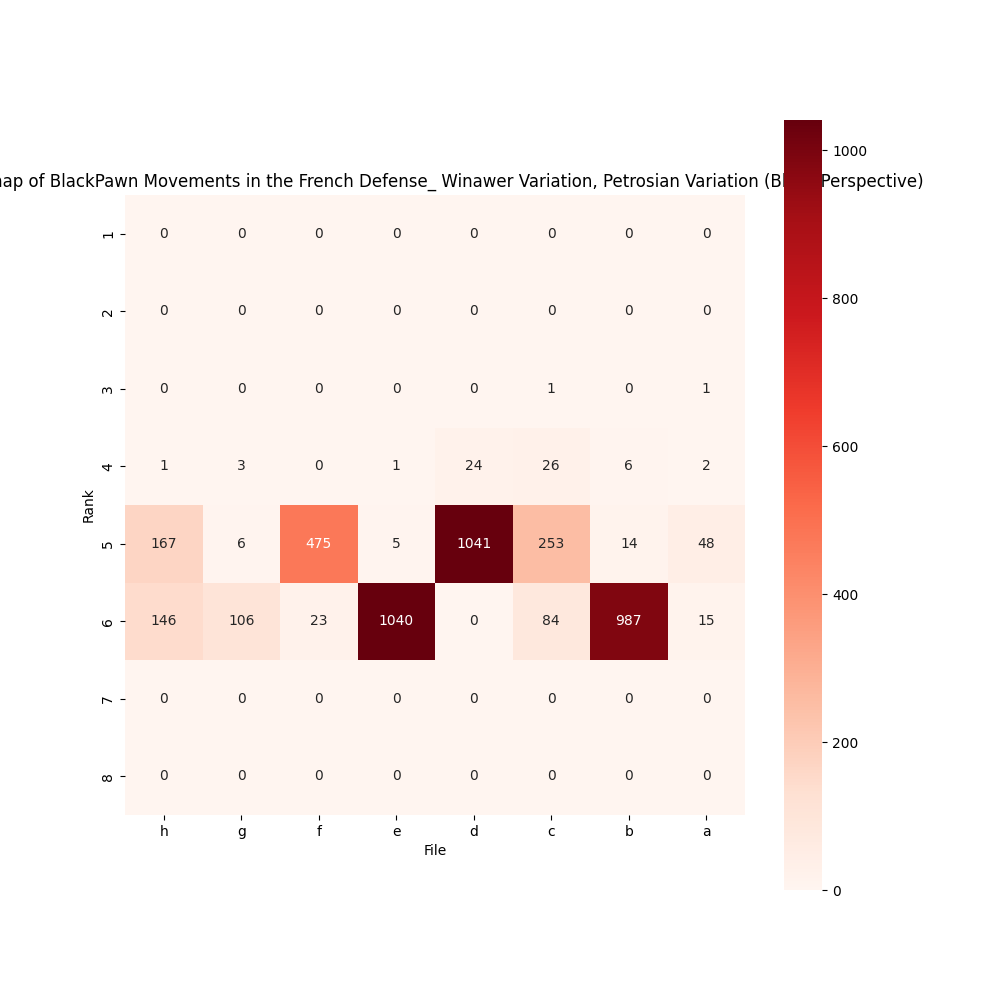 of BlackPawn Movements in the French Defense_ Winawer Variation, Petrosian Variation ( Perspective)
1000
800
600
400
200
0
Rank
1 0 0 0 0 0 0 0 0
2 0 0 0 0 0 0 0 0
3 0 0 0 0 0 1 0 1
4 1 3 0 1 24 26 6 2
5 167 6 475 5 1041 253 14 48
6 146 106 23 1040 0 84 987 15
7 0 0 0 0 0 0 0 0
8 0 0 0 0 0 0 0 0
h g f e d c b a
File